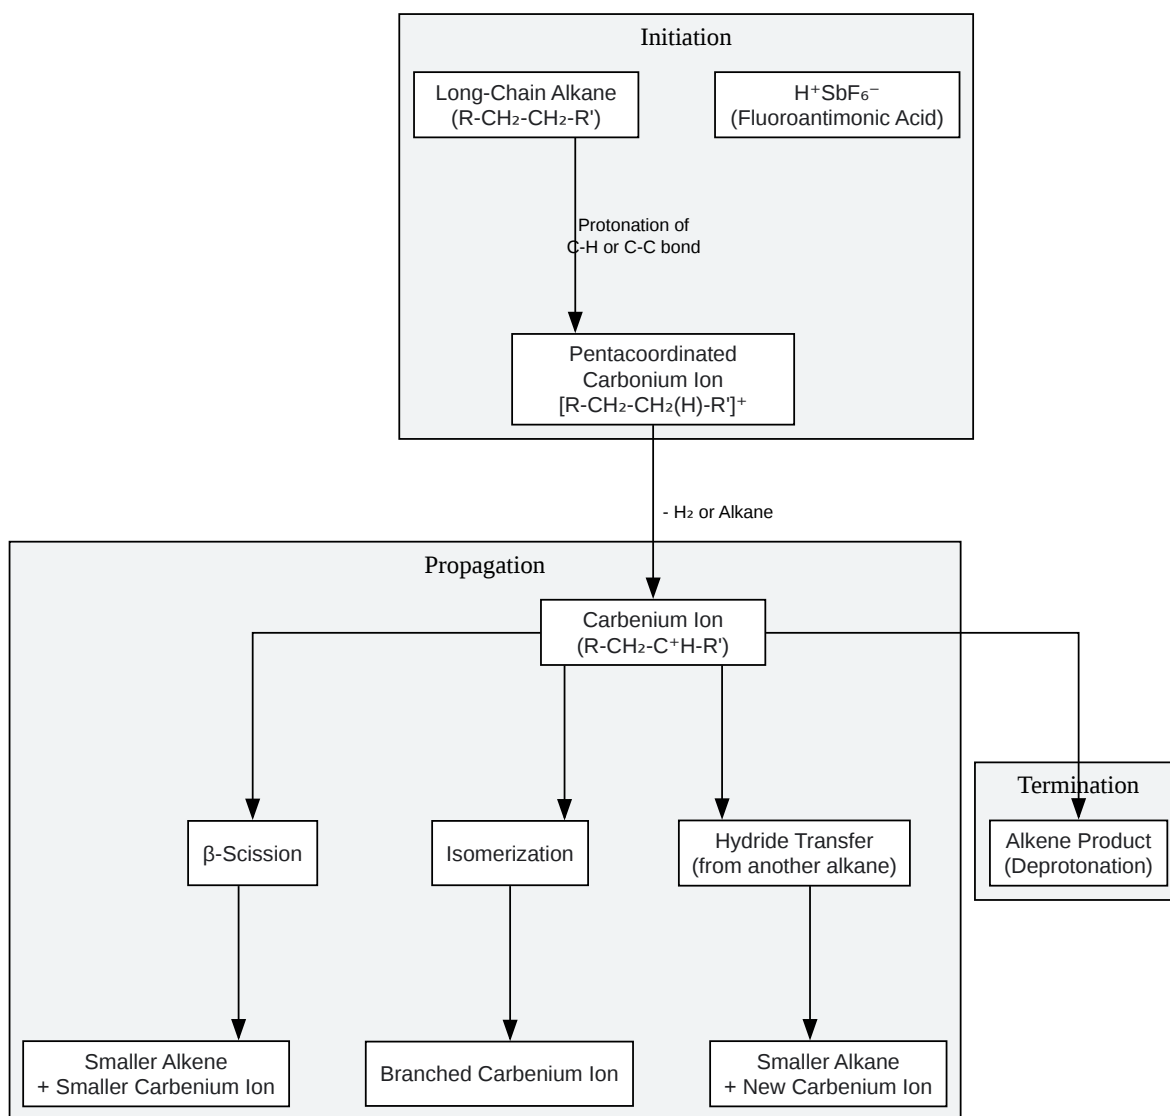 Initiation
Long-Chain Alkane
(R-CH₂-CH₂-R')
H⁺SbF₆⁻
(Fluoroantimonic Acid)
Protonation of
C-H or C-C bond
Pentacoordinated
Carbonium Ion
[R-CH₂-CH₂(H)-R']⁺
- H₂ or Alkane
Propagation
Carbenium Ion
(R-CH₂-C⁺H-R')
Termination
β-Scission
Isomerization
Hydride Transfer
(from another alkane)
Alkene Product
(Deprotonation)
Smaller Alkene
+ Smaller Carbenium Ion
Branched Carbenium Ion
Smaller Alkane
+ New Carbenium Ion